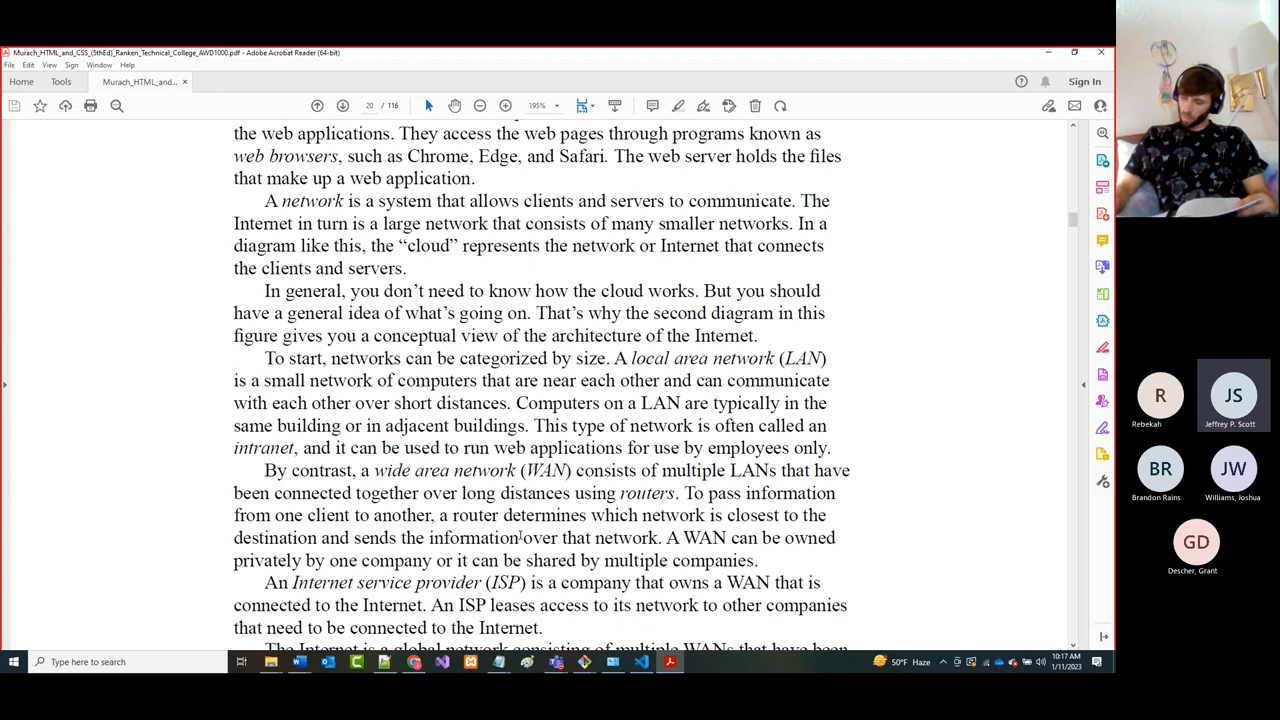 Murach_HTML_and_CSS_(5thEd)_Ranken_Technical_College_AWD1000.pdf - Adobe Acrobat Reader (64-bit)
File Edit View Sign Window Help
Home Tools Murach_HTML_and... × Sign In
20 / 116 195%
the web applications. They access the web pages through programs known as
web browsers, such as Chrome, Edge, and Safari. The web server holds the files
that make up a web application.
A network is a system that allows clients and servers to communicate. The
Internet in turn is a large network that consists of many smaller networks. In a
diagram like this, the “cloud” represents the network or Internet that connects
the clients and servers.
In general, you don’t need to know how the cloud works. But you should
have a general idea of what’s going on. That’s why the second diagram in this
figure gives you a conceptual view of the architecture of the Internet.
To start, networks can be categorized by size. A local area network (LAN)
is a small network of computers that are near each other and can communicate
with each other over short distances. Computers on a LAN are typically in the
same building or in adjacent buildings. This type of network is often called an
intranet, and it can be used to run web applications for use by employees only.
By contrast, a wide area network (WAN) consists of multiple LANs that have
been connected together over long distances using routers. To pass information
from one client to another, a router determines which network is closest to the
destination and sends the information over that network. A WAN can be owned
privately by one company or it can be shared by multiple companies.
An Internet service provider (ISP) is a company that owns a WAN that is
connected to the Internet. An ISP leases access to its network to other companies
that need to be connected to the Internet.
The Internet is a global network consisting of multiple WANs that have been
R
Rebekah
JS
Jeffrey P. Scott
BR
Brandon Rains
JW
Williams, Joshua
GD
Descher, Grant
Type here to search
50°F Haze
10:17 AM
1/11/2023